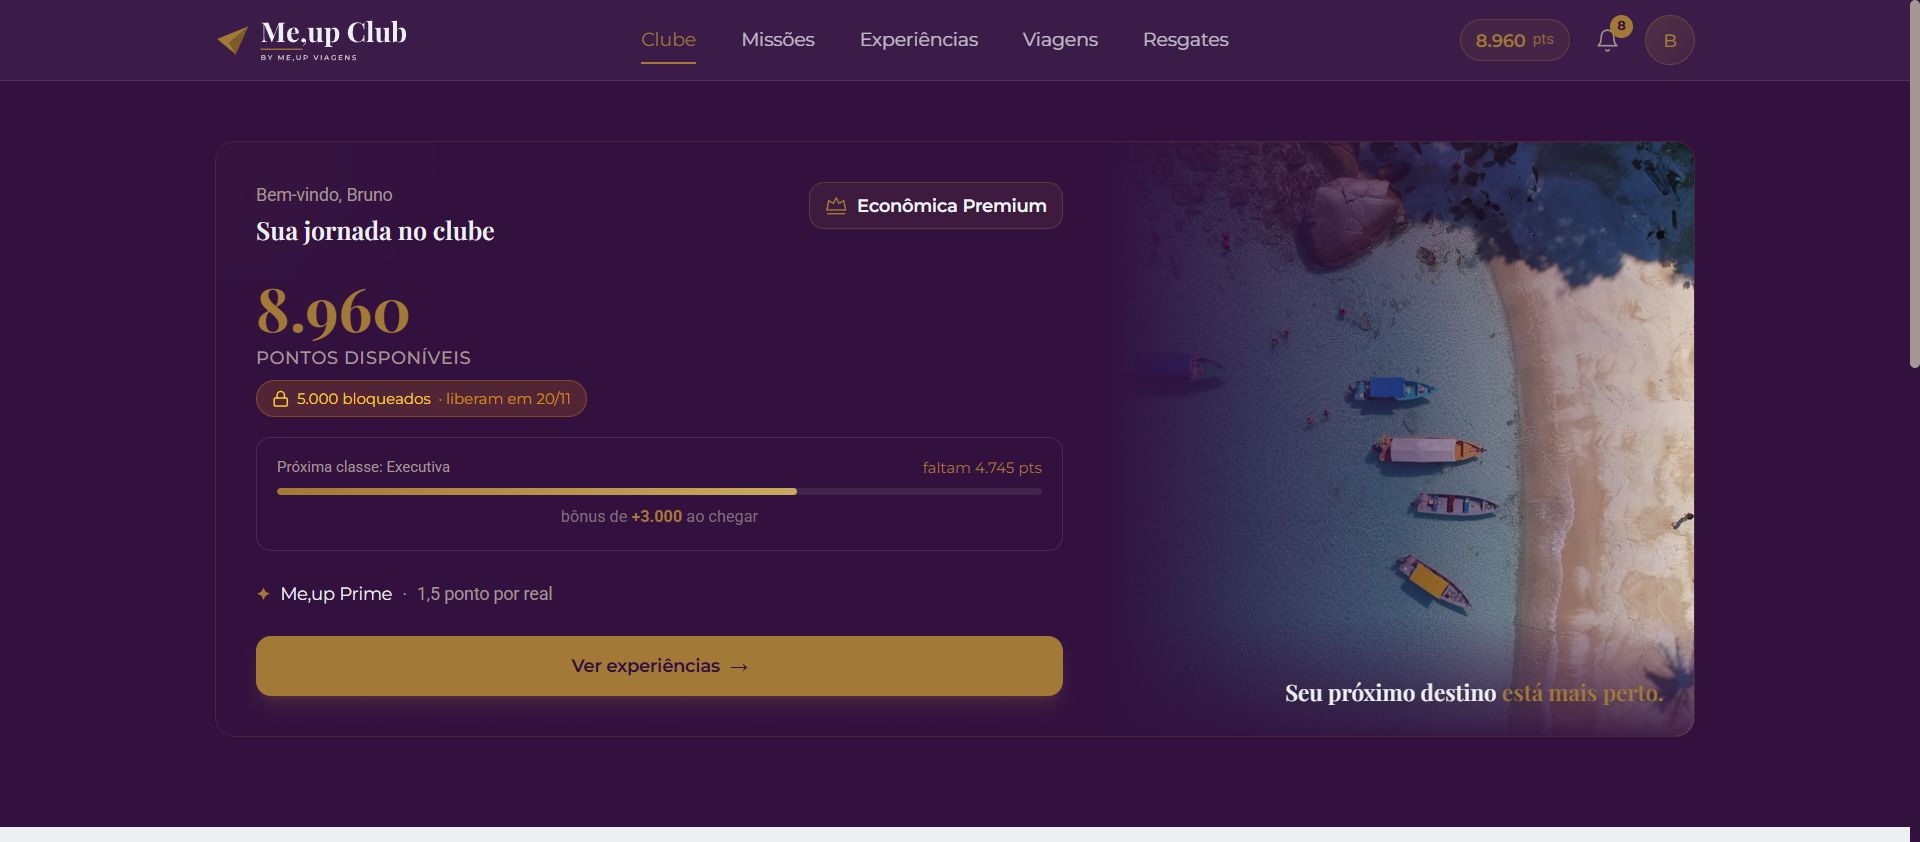 Me,up Club
BY ME,UP VIAGENS
Clube
Missões
Experiências
Viagens
Resgates
8.960 pts
8
B
Bem-vindo, Bruno
Sua jornada no clube
Econômica Premium
8.960
PONTOS DISPONÍVEIS
5.000 bloqueados · liberam em 20/11
Próxima classe: Executiva
faltam 4.745 pts
bônus de +3.000 ao chegar
Me,up Prime · 1,5 ponto por real
Ver experiências →
Seu próximo destino está mais perto.